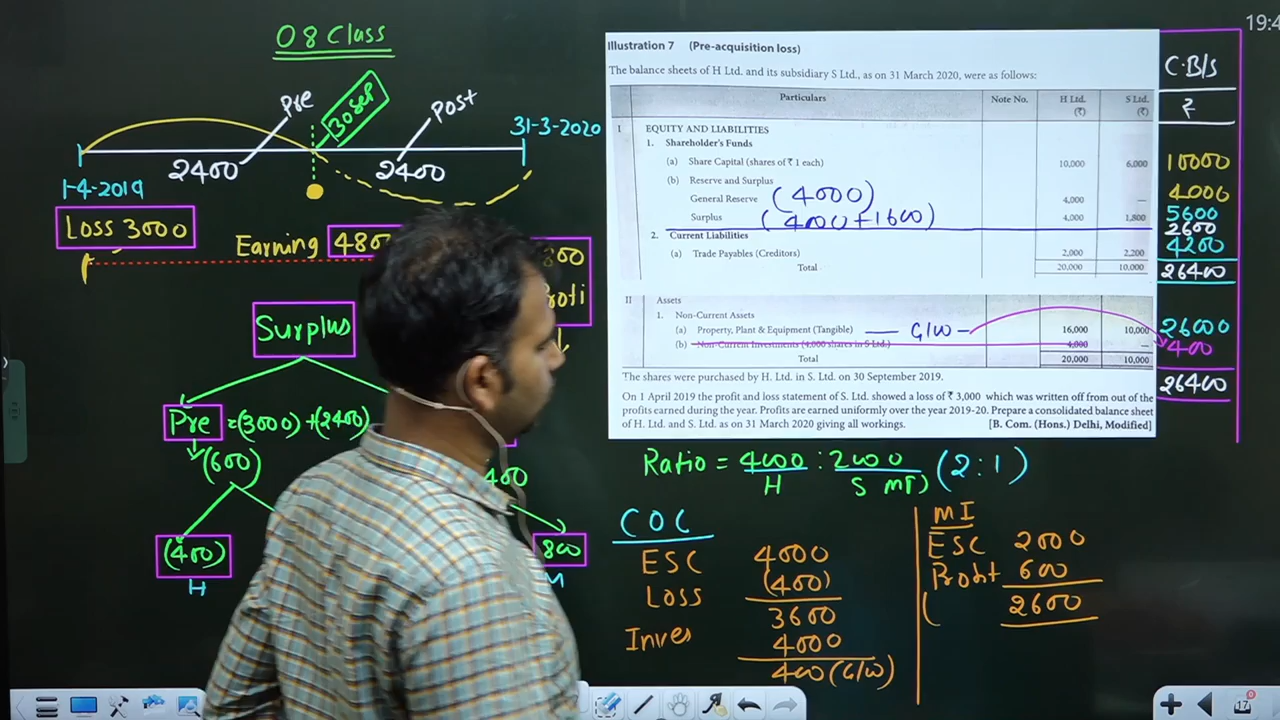 19:4
08 Class
Pre
30 Sep
Post
31-3-2020
2400
2400
1-4-2019
Loss 3000
Earning 480
800
Surplus
Pre = (3000) + (2400)
(600)
400
(400)
800
H
Illustration 7 (Pre-acquisition loss)
The balance sheets of H Ltd. and its subsidiary S Ltd., as on 31 March 2020, were as follows:
Particulars Note No. H Ltd. (₹) S Ltd. (₹)
I EQUITY AND LIABILITIES
1. Shareholder's Funds
(a) Share Capital (shares of ₹ 1 each) 10,000 6,000
(b) Reserve and Surplus
General Reserve (4000) 4,000 —
Surplus (4000+1600) 4,000 1,800
2. Current Liabilities
(a) Trade Payables (Creditors) 2,000 2,200
Total 20,000 10,000
II Assets
1. Non-Current Assets
(a) Property, Plant & Equipment (Tangible) — G/W 16,000 10,000
(b) Non-Current Investments (4,000 shares in S Ltd.) 4,000 —
Total 20,000 10,000
The shares were purchased by H. Ltd. in S. Ltd. on 30 September 2019.
On 1 April 2019 the profit and loss statement of S. Ltd. showed a loss of ₹ 3,000 which was written off from out of the
profits earned during the year. Profits are earned uniformly over the year 2019-20. Prepare a consolidated balance sheet
of H. Ltd. and S. Ltd. as on 31 March 2020 giving all workings. [B. Com. (Hons.) Delhi, Modified]
C.B/S
₹
10000
4000
5600
2600
4200
26400
26000
400
26400
Ratio = 4000 : 2000 (2:1)
H S
COC
ESC 4000
Loss (400)
3600
Inves 4000
400 (G/W)
MI
ESC 2000
Profit 600
2600
17